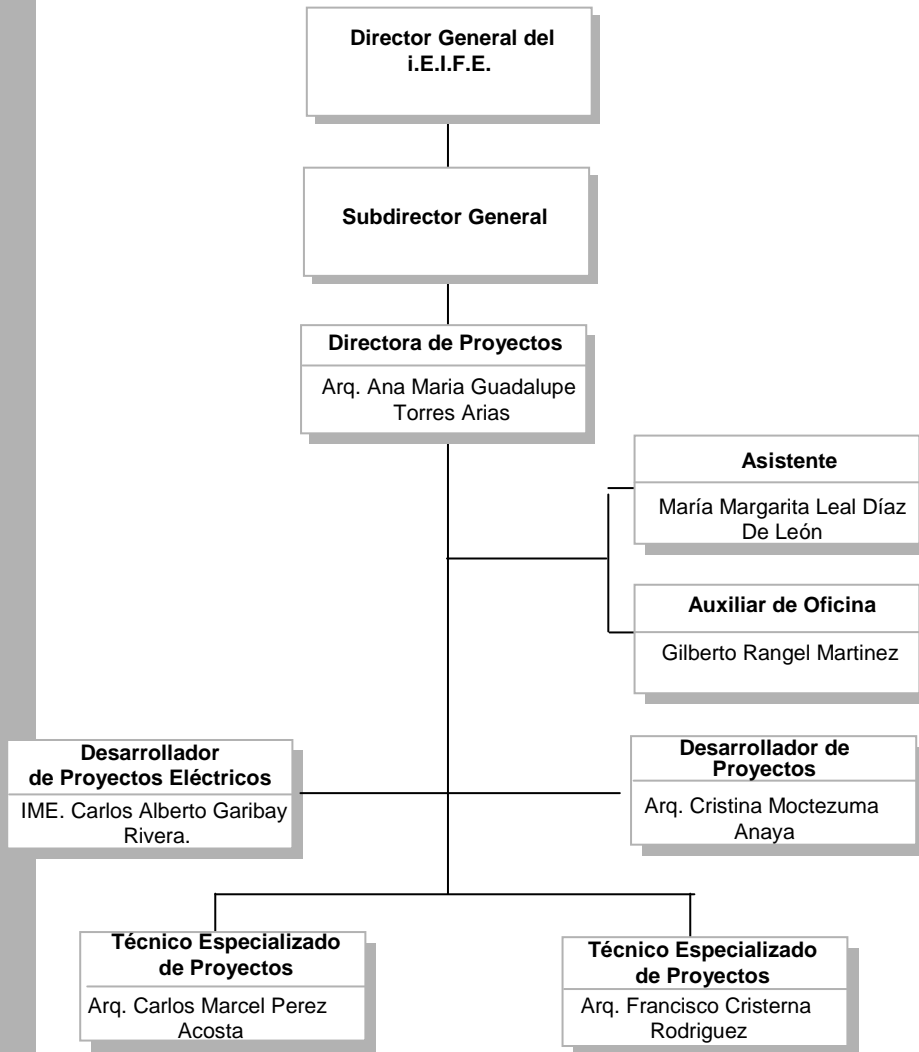 Director General del
i.E.I.F.E.
Subdirector General
Directora de Proyectos
Arq. Ana Maria Guadalupe
Torres Arias
Asistente
María Margarita Leal Díaz
De León
Auxiliar de Oficina
Gilberto Rangel Martinez
Desarrollador
de Proyectos Eléctricos
IME. Carlos Alberto Garibay
Rivera.
Desarrollador de
Proyectos
Arq. Cristina Moctezuma
Anaya
Técnico Especializado
de Proyectos
Arq. Carlos Marcel Perez
Acosta
Técnico Especializado
de Proyectos
Arq. Francisco Cristerna
Rodriguez